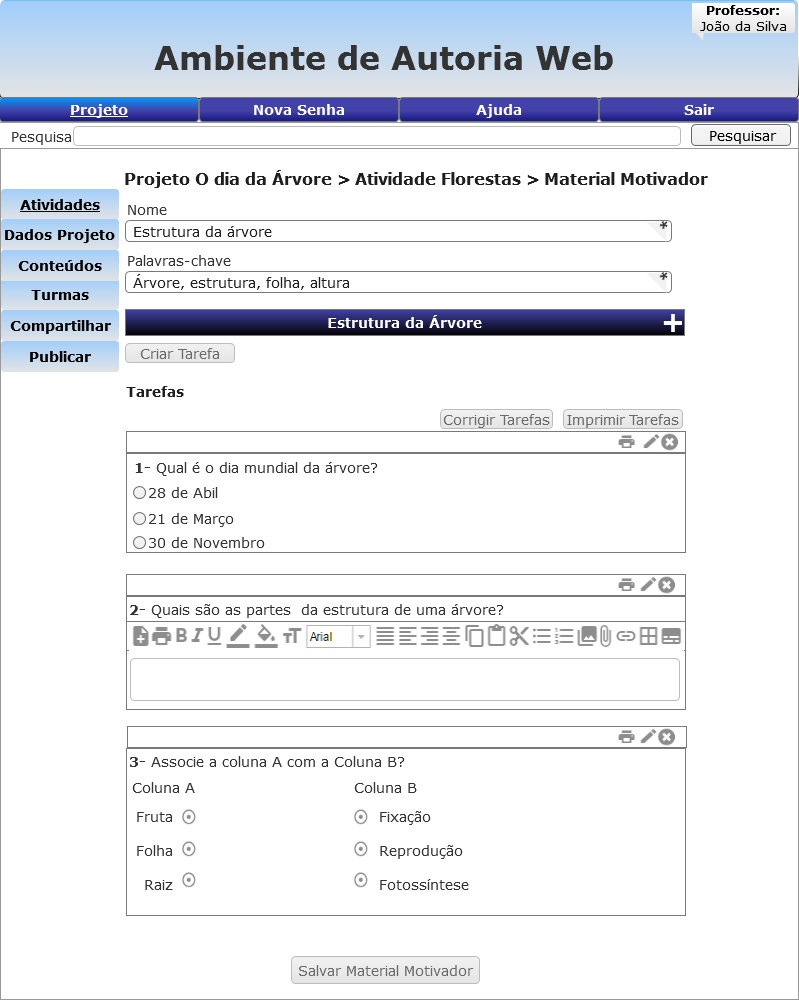 Professor:
João da Silva
Ambiente de Autoria Web
Projeto Nova Senha Ajuda Sair
Pesquisa Pesquisar
Projeto O dia da Árvore > Atividade Florestas > Material Motivador
Atividades
Dados Projeto
Conteúdos
Turmas
Compartilhar
Publicar
Nome
Estrutura da árvore *
Palavras-chave
Árvore, estrutura, folha, altura *
Estrutura da Árvore +
Criar Tarefa
Tarefas
Corrigir Tarefas Imprimir Tarefas
1- Qual é o dia mundial da árvore?
28 de Abil
21 de Março
30 de Novembro
2- Quais são as partes  da estrutura de uma árvore?
B I U TT Arial
3- Associe a coluna A com a Coluna B?
Coluna A Coluna B
Fruta Fixação
Folha Reprodução
Raiz Fotossíntese
Salvar Material Motivador